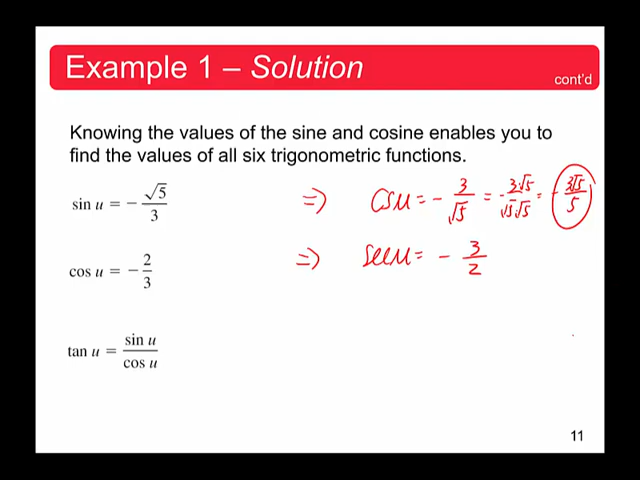 Example 1 – Solution
cont'd
Knowing the values of the sine and cosine enables you to
find the values of all six trigonometric functions.
sin u = − √5/3 ⇒ csc u = − 3/√5 = − 3√5/√5√5 = − 3√5/5
cos u = − 2/3 ⇒ sec u = − 3/2
tan u = sin u/cos u
11